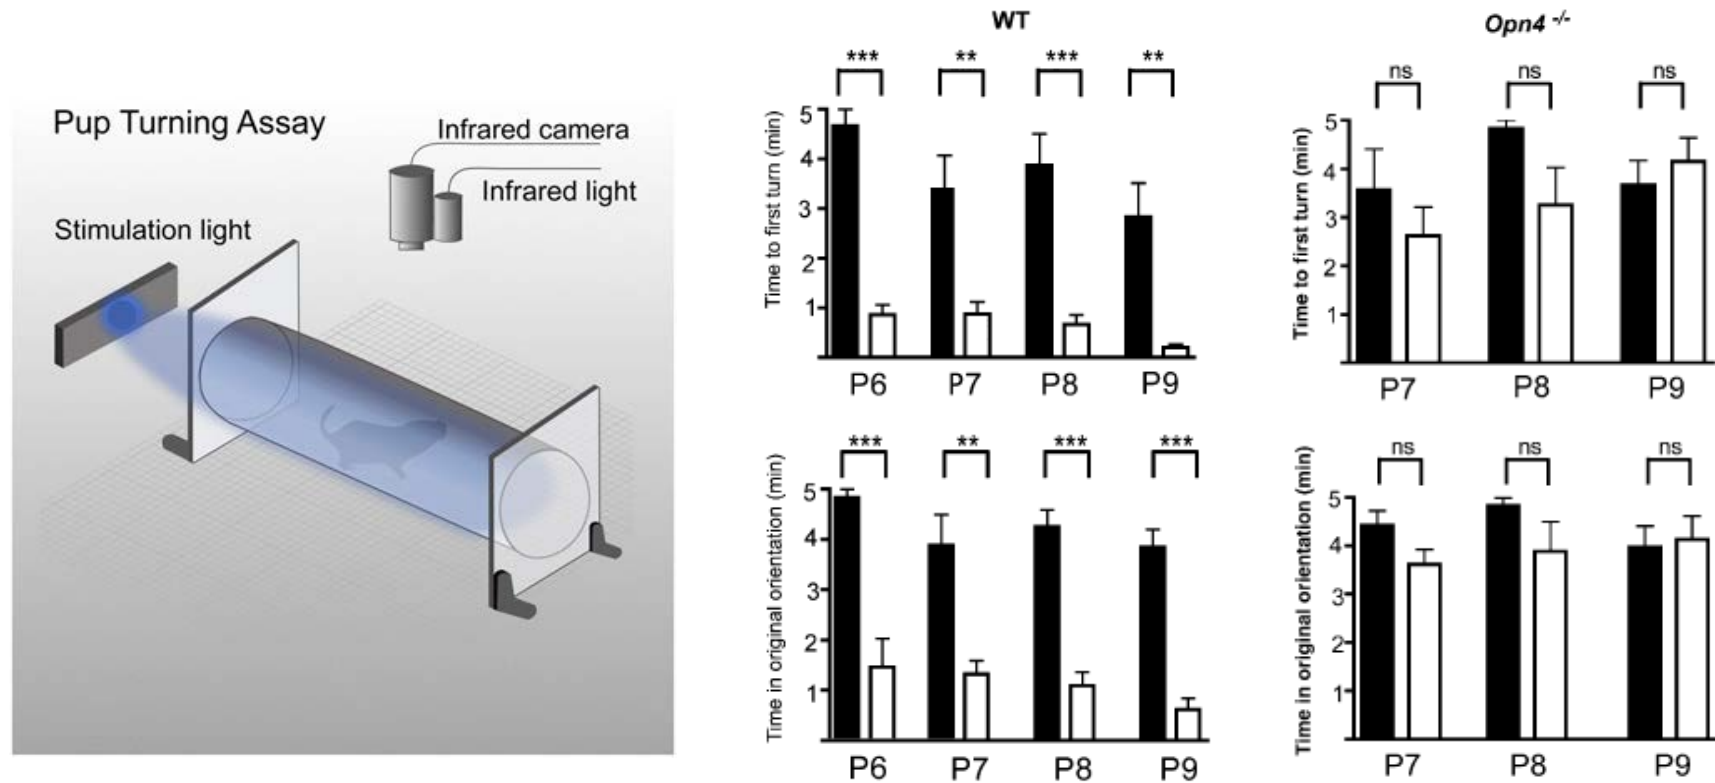 Pup Turning Assay
Infrared camera
Infrared light
Stimulation light
WT
*** ** *** **
Time to first turn (min)
5
4
3
2
1
P6 P7 P8 P9
*** ** *** ***
Time in original orientation (min)
5
4
3
2
1
P6 P7 P8 P9
Opn4 -/-
ns ns ns
Time to first turn (min)
5
4
3
2
1
P7 P8 P9
ns ns ns
Time in original orientation (min)
5
4
3
2
1
P7 P8 P9